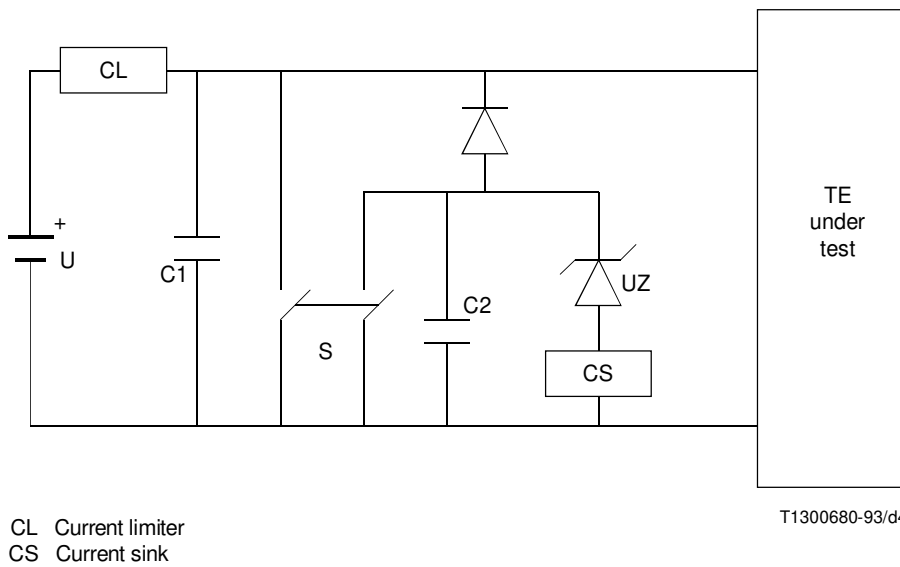 CL
+
U
C1
S
C2
UZ
CS
TE
under
test
T1300680-93/d4
CL Current limiter
CS Current sink